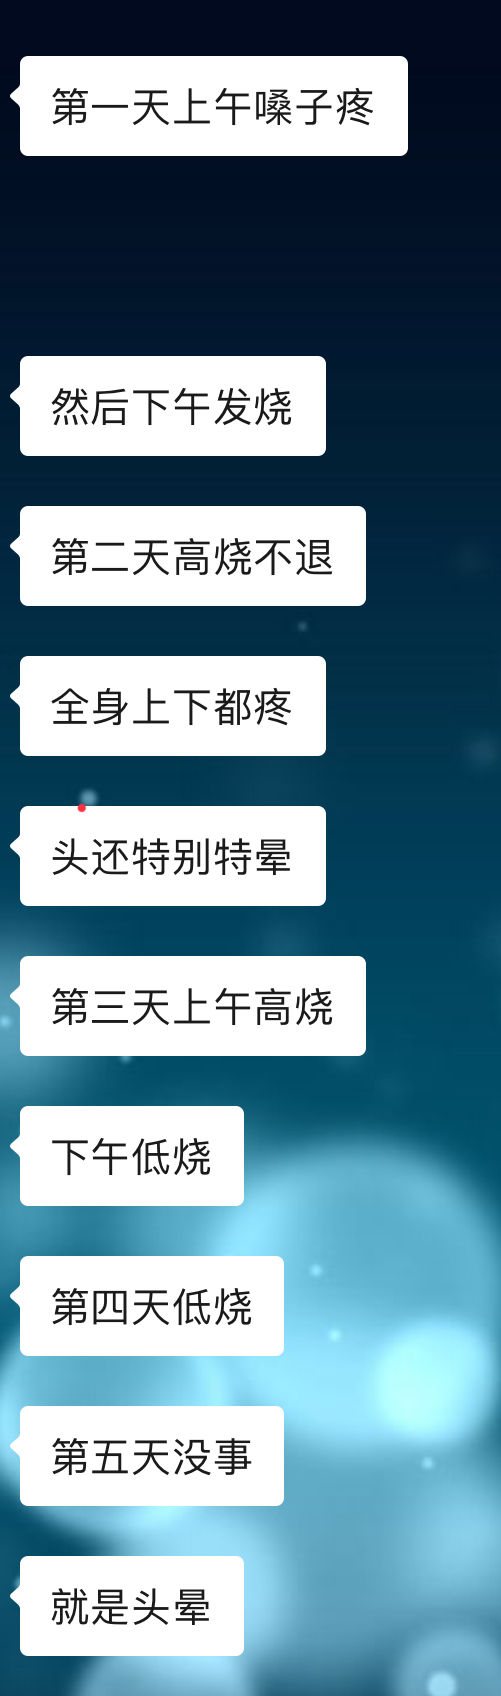 第一天上午嗓子疼
然后下午发烧
第二天高烧不退
全身上下都疼
头还特别特晕
第三天上午高烧
下午低烧
第四天低烧
第五天没事
就是头晕